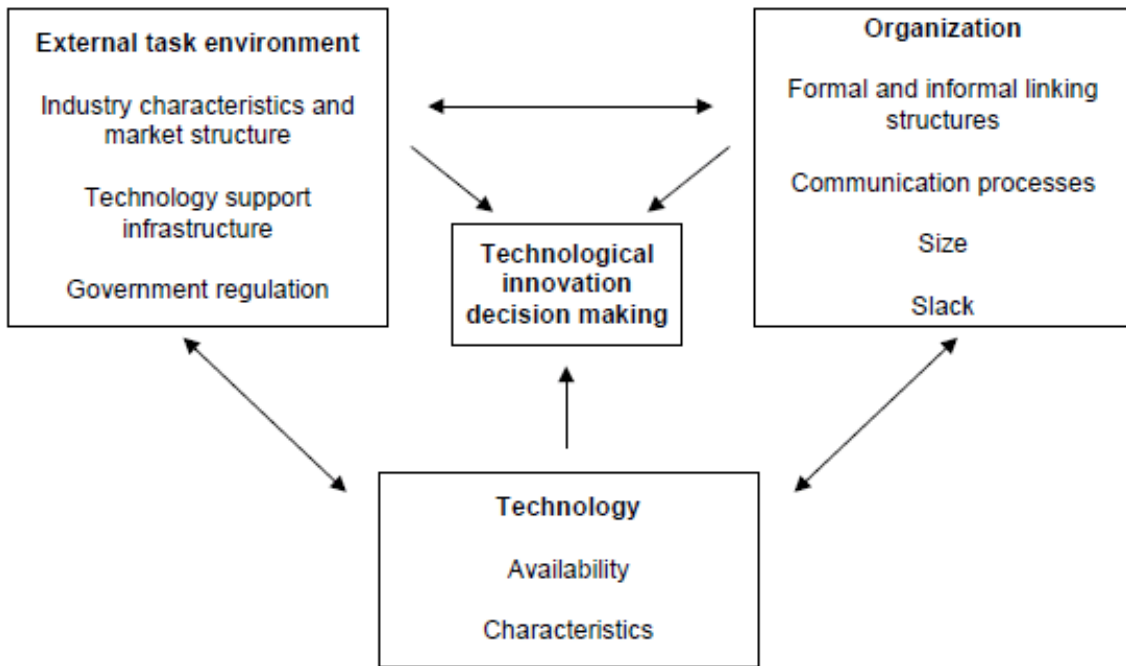 External task environment
Industry characteristics and
market structure
Technology support
infrastructure
Government regulation
Organization
Formal and informal linking
structures
Communication processes
Size
Slack
Technological
innovation
decision making
Technology
Availability
Characteristics